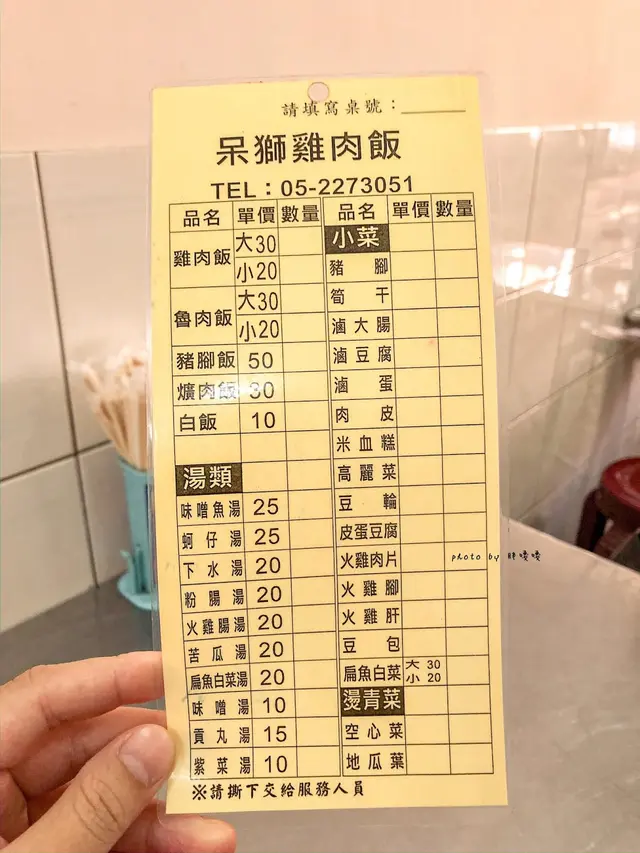 請填寫桌號：
呆獅雞肉飯
TEL：05-2273051
品名 單價 數量
雞肉飯 大30
小20
魯肉飯 大30
小20
豬腳飯 50
爌肉飯 30
白飯 10
湯類
味噌魚湯 25
蚵仔湯 25
下水湯 20
粉腸湯 20
火雞腸湯 20
苦瓜湯 20
扁魚白菜湯 20
味噌湯 10
貢丸湯 15
紫菜湯 10
品名 單價 數量
小菜
豬腳
筍干
滷大腸
滷豆腐
滷蛋
肉皮
米血糕
高麗菜
豆輪
皮蛋豆腐
火雞肉片
火雞腳
火雞肝
豆包
扁魚白菜 大 30
小 20
燙青菜
空心菜
地瓜葉
※請撕下交給服務人員
photo by 胖噯噯